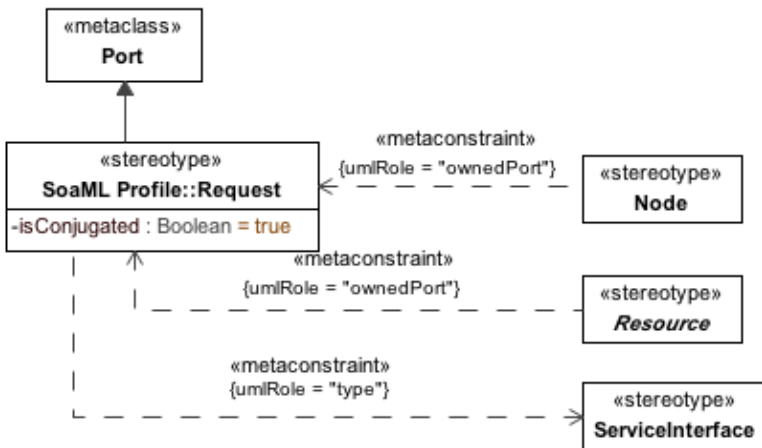 «metaclass»
Port
«stereotype»
SoaML Profile::Request
-isConjugated : Boolean = true
«metaconstraint»
{umlRole = "ownedPort"}
«stereotype»
Node
«metaconstraint»
{umlRole = "ownedPort"}
«stereotype»
Resource
«metaconstraint»
{umlRole = "type"}
«stereotype»
ServiceInterface